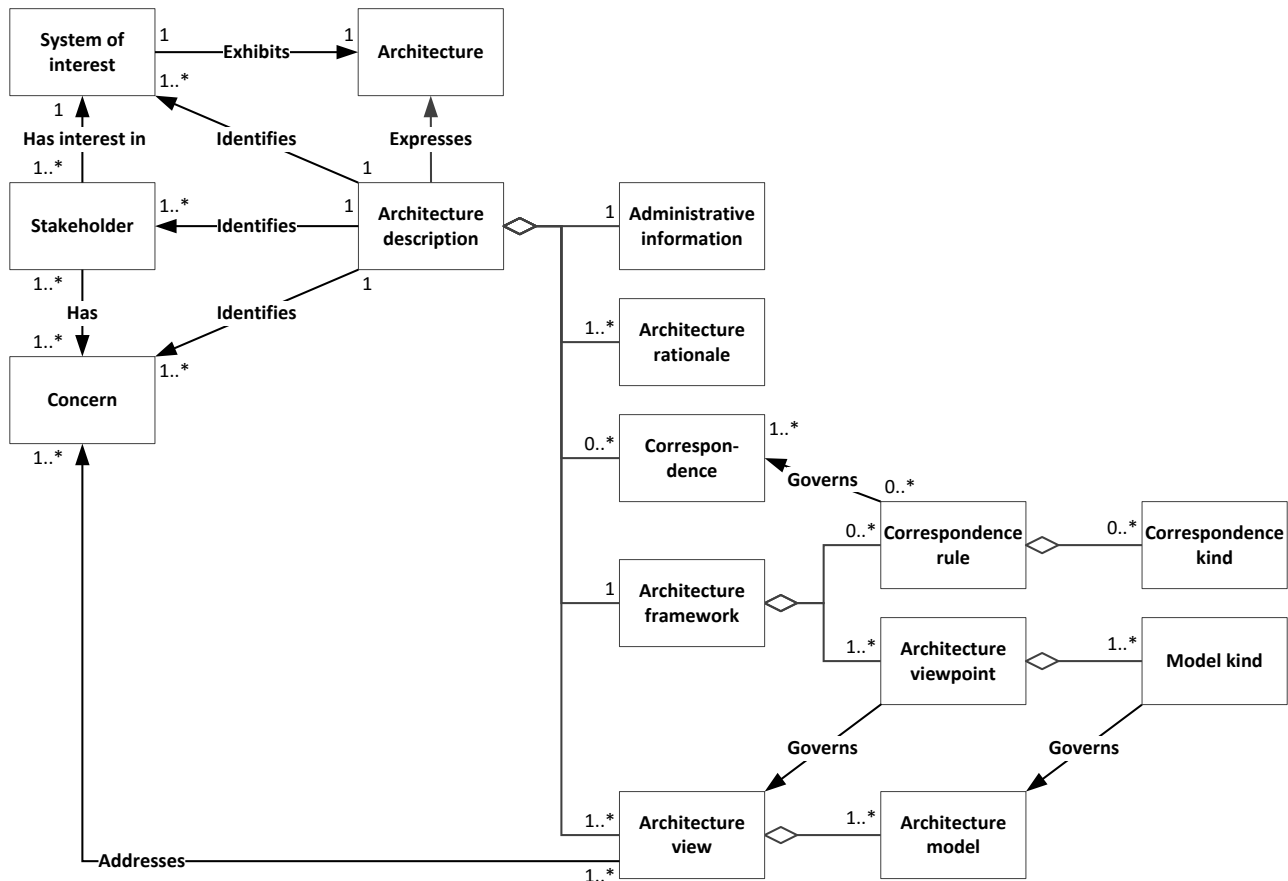 System of
interest
1
Exhibits
1
Architecture
1..*
1
Has interest in
Identifies
Expresses
1..*
1
Stakeholder
1..*
Identifies
1
Architecture
description
1
Administrative
information
1..*
1
Has
Identifies
1..*
Architecture
rationale
1..*
1..*
Concern
1..*
0..*
Correspon-
dence
1..*
Governs
0..*
0..*
Correspondence
rule
0..*
Correspondence
kind
1
Architecture
framework
1..*
Architecture
viewpoint
1..*
Model kind
Governs
Governs
1..*
Architecture
view
1..*
Architecture
model
Addresses
1..*